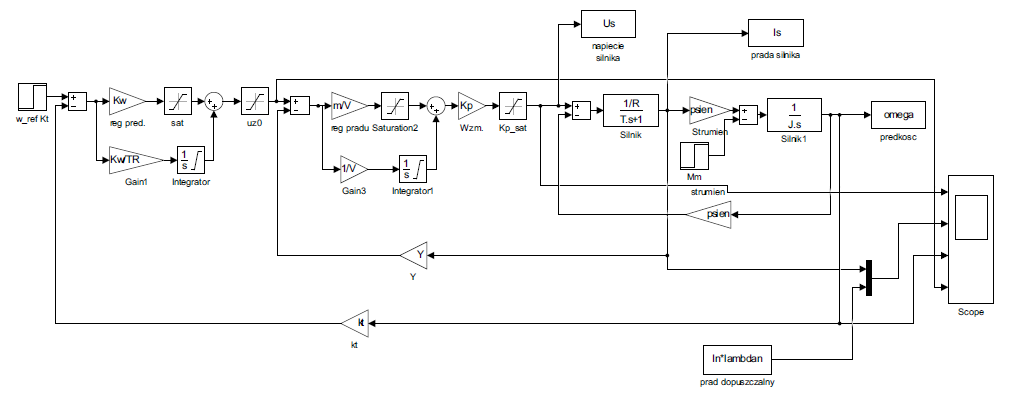 Us
napiecie
silnika
Is
prada silnika
w_ref Kt
+
-
Kw
reg pred.
sat
+
+
uz0
+
-
m/V
reg pradu
Saturation2
+
+
Kp
Wzm.
Kp_sat
+
-
1/R
T.s+1
Silnik
psien
Strumien
+
-
1
J.s
Silnik1
omega
predkosc
Kw/TR
Gain1
1
s
Integrator
1/V
Gain3
1
s
Integrator1
Mm
strumien
psien
Y
Y
kt
kt
Scope
In*lambdan
prad dopuszczalny